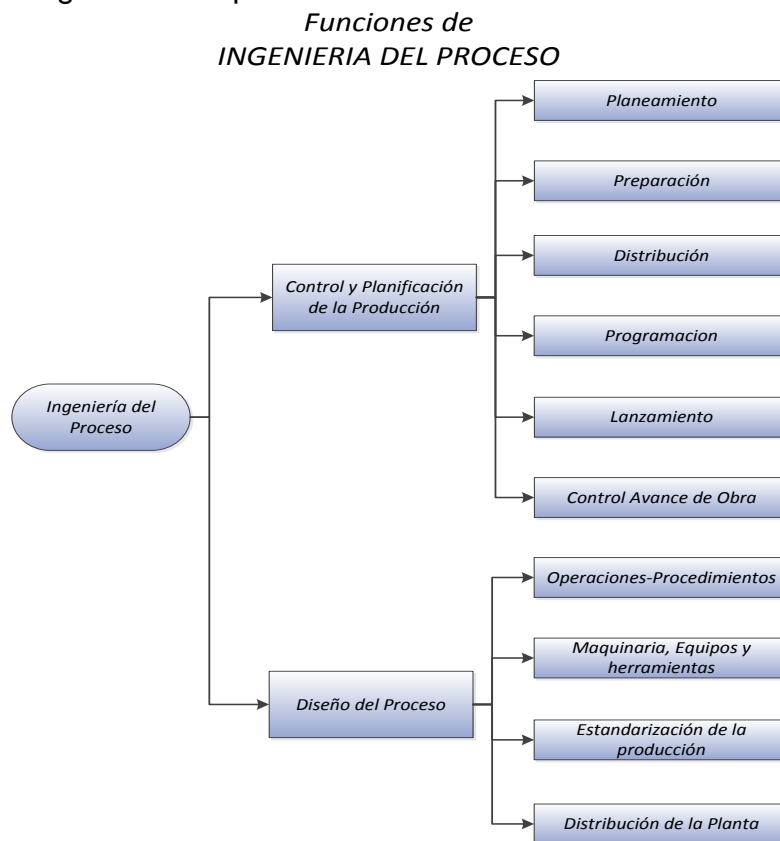 Funciones de
INGENIERIA DEL PROCESO
Planeamiento
Preparación
Distribución
Control y Planificación
de la Producción
Programacion
Ingeniería del
Proceso
Lanzamiento
Control Avance de Obra
Operaciones-Procedimientos
Maquinaria, Equipos y
herramientas
Diseño del Proceso
Estandarización de la
producción
Distribución de la Planta